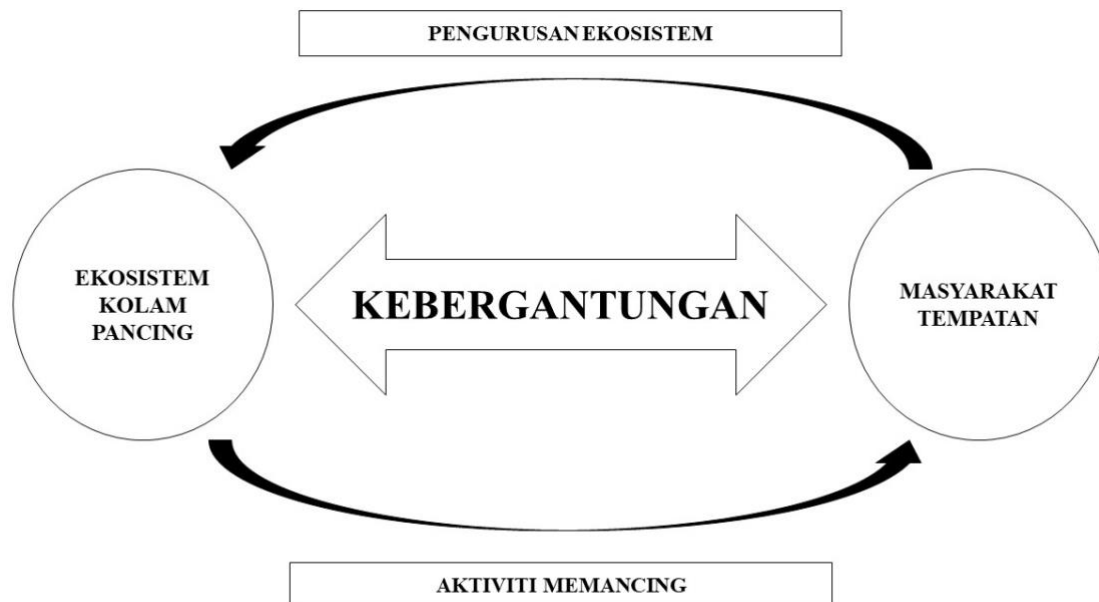 PENGURUSAN EKOSISTEM
EKOSISTEM
KOLAM
PANCING
KEBERGANTUNGAN
MASYARAKAT
TEMPATAN
AKTIVITI MEMANCING